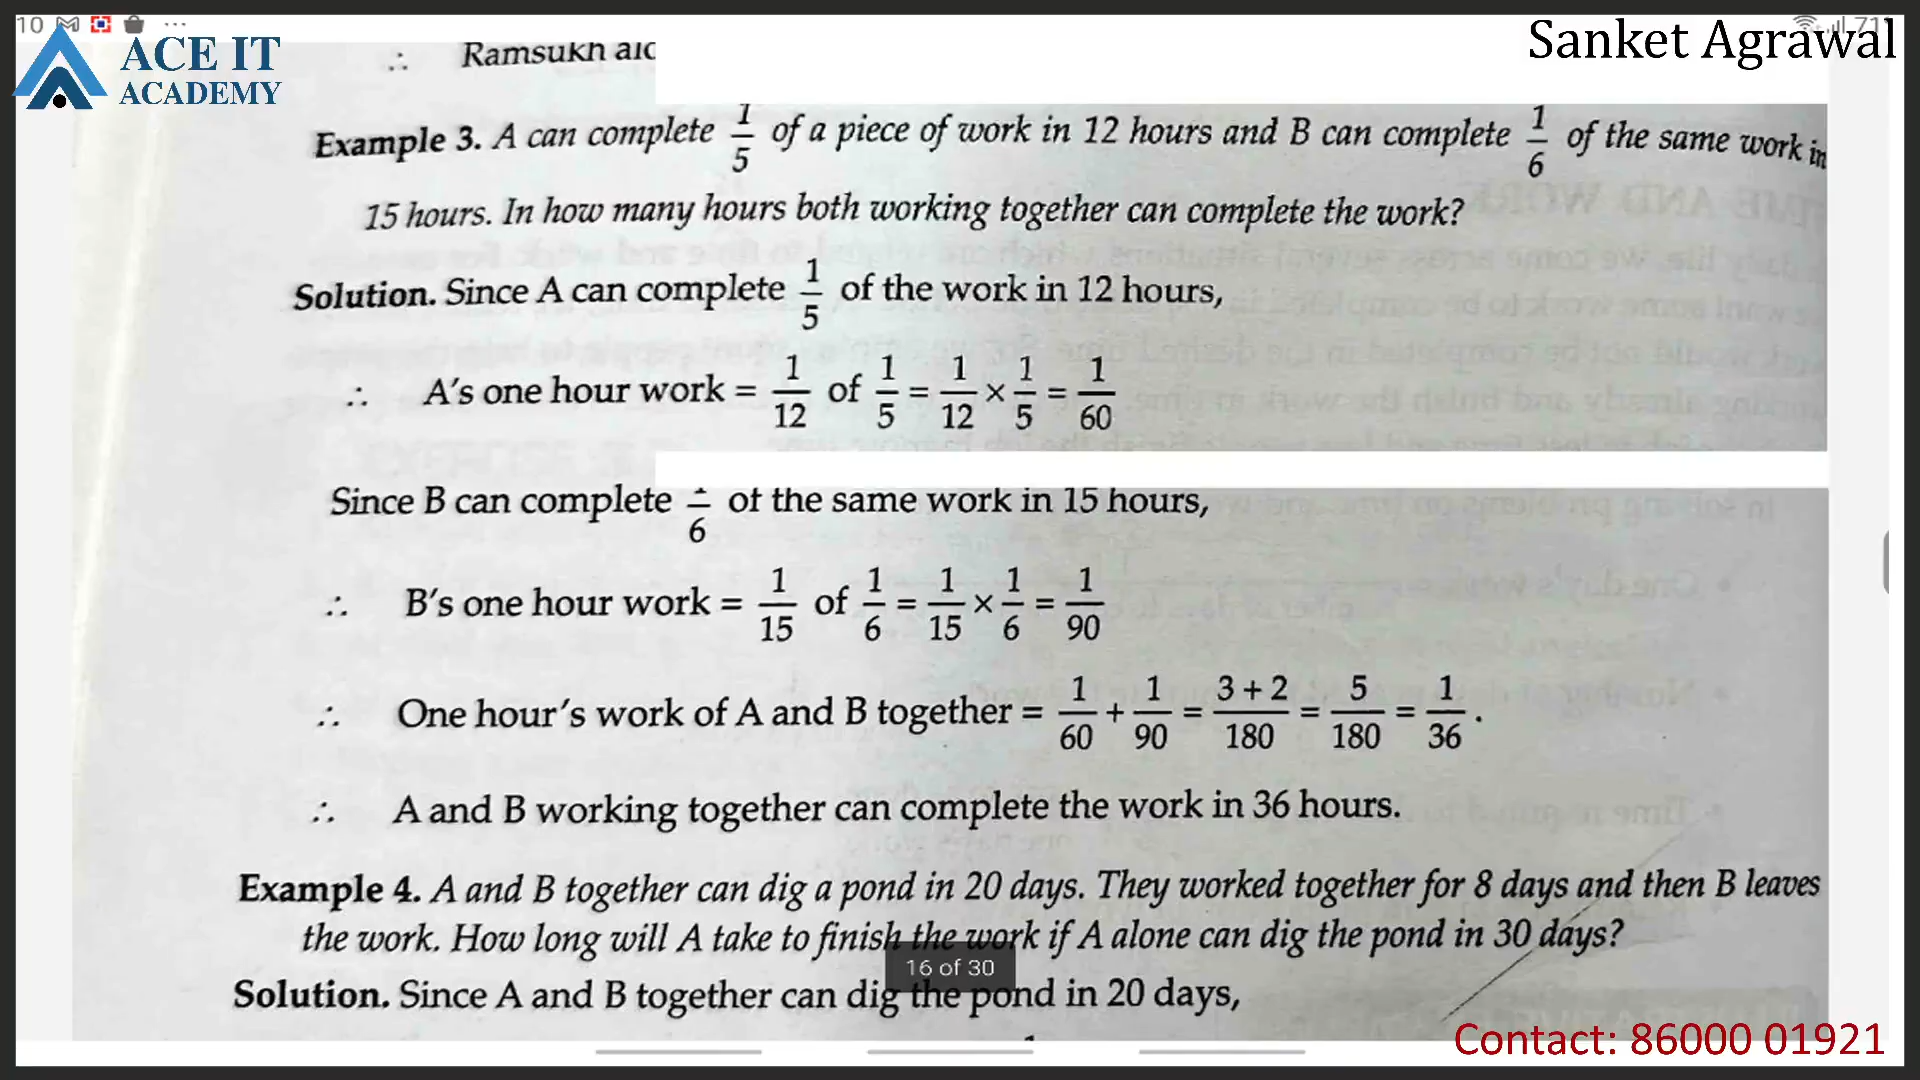 10
71
ACE IT
ACADEMY
Sanket Agrawal
∴ Ramsukh
Example 3. A can complete 1/5 of a piece of work in 12 hours and B can complete 1/6 of the same work in
15 hours. In how many hours both working together can complete the work?
Solution. Since A can complete 1/5 of the work in 12 hours,
∴ A's one hour work = 1/12 of 1/5 = 1/12 × 1/5 = 1/60
Since B can complete 1/6 of the same work in 15 hours,
∴ B's one hour work = 1/15 of 1/6 = 1/15 × 1/6 = 1/90
∴ One hour's work of A and B together = 1/60 + 1/90 = 3 + 2/180 = 5/180 = 1/36.
∴ A and B working together can complete the work in 36 hours.
Example 4. A and B together can dig a pond in 20 days. They worked together for 8 days and then B leaves
the work. How long will A take to finish the work if A alone can dig the pond in 30 days?
16 of 30
Solution. Since A and B together can dig the pond in 20 days,
Contact: 86000 01921